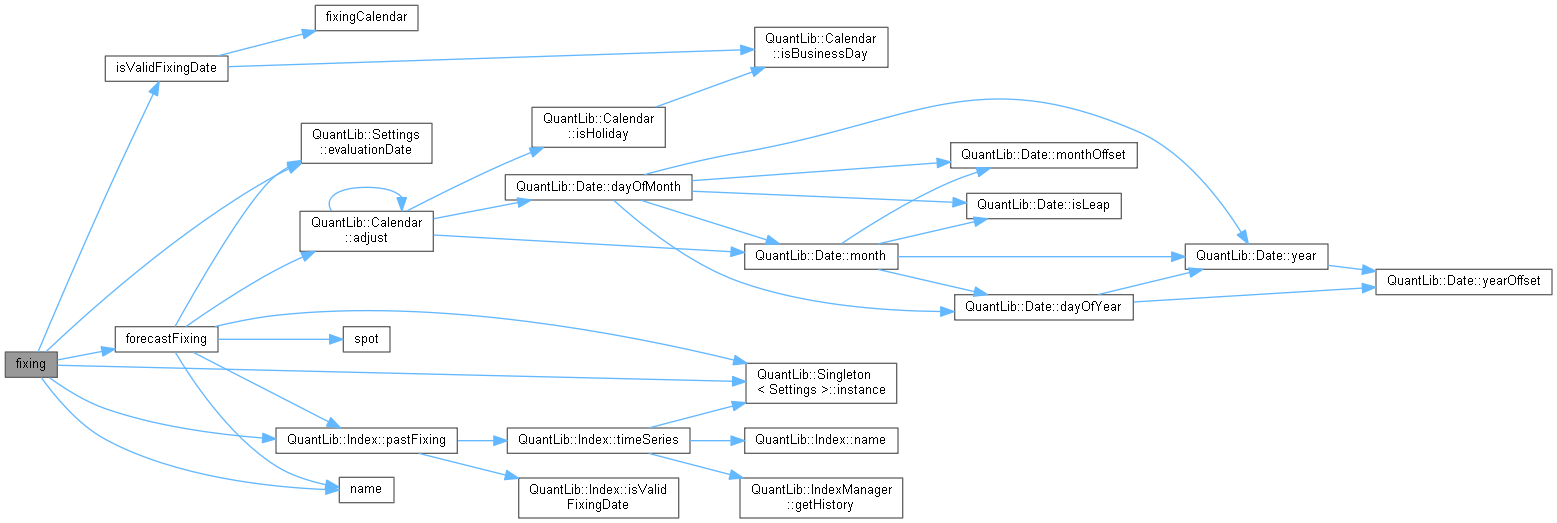 fixingCalendar
QuantLib::Calendar
::isBusinessDay
isValidFixingDate
QuantLib::Calendar
::isHoliday
QuantLib::Settings
::evaluationDate
QuantLib::Date::monthOffset
QuantLib::Date::dayOfMonth
QuantLib::Date::isLeap
QuantLib::Calendar
::adjust
QuantLib::Date::month
QuantLib::Date::year
QuantLib::Date::yearOffset
QuantLib::Date::dayOfYear
forecastFixing
spot
fixing
QuantLib::Singleton
< Settings >::instance
QuantLib::Index::pastFixing
QuantLib::Index::timeSeries
QuantLib::Index::name
name
QuantLib::Index::isValid
FixingDate
QuantLib::IndexManager
::getHistory